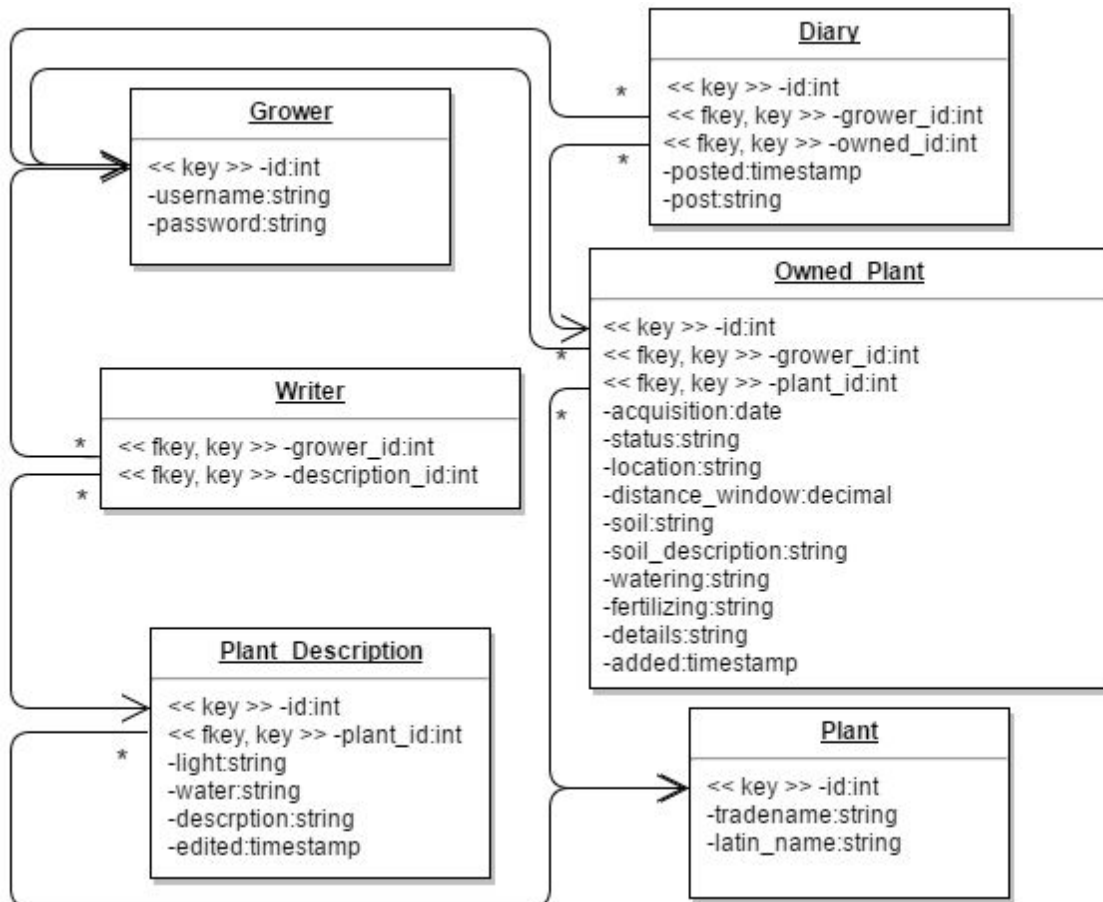 Diary
<< key >> -id:int
<< fkey, key >> -grower_id:int
<< fkey, key >> -owned_id:int
-posted:timestamp
-post:string
*
*
Grower
<< key >> -id:int
-username:string
-password:string
Owned_Plant
<< key >> -id:int
<< fkey, key >> -grower_id:int
<< fkey, key >> -plant_id:int
-acquisition:date
-status:string
-location:string
-distance_window:decimal
-soil:string
-soil_description:string
-watering:string
-fertilizing:string
-details:string
-added:timestamp
*
*
Writer
<< fkey, key >> -grower_id:int
<< fkey, key >> -description_id:int
*
*
Plant_Description
<< key >> -id:int
<< fkey, key >> -plant_id:int
-light:string
-water:string
-descrption:string
-edited:timestamp
*
Plant
<< key >> -id:int
-tradename:string
-latin_name:string